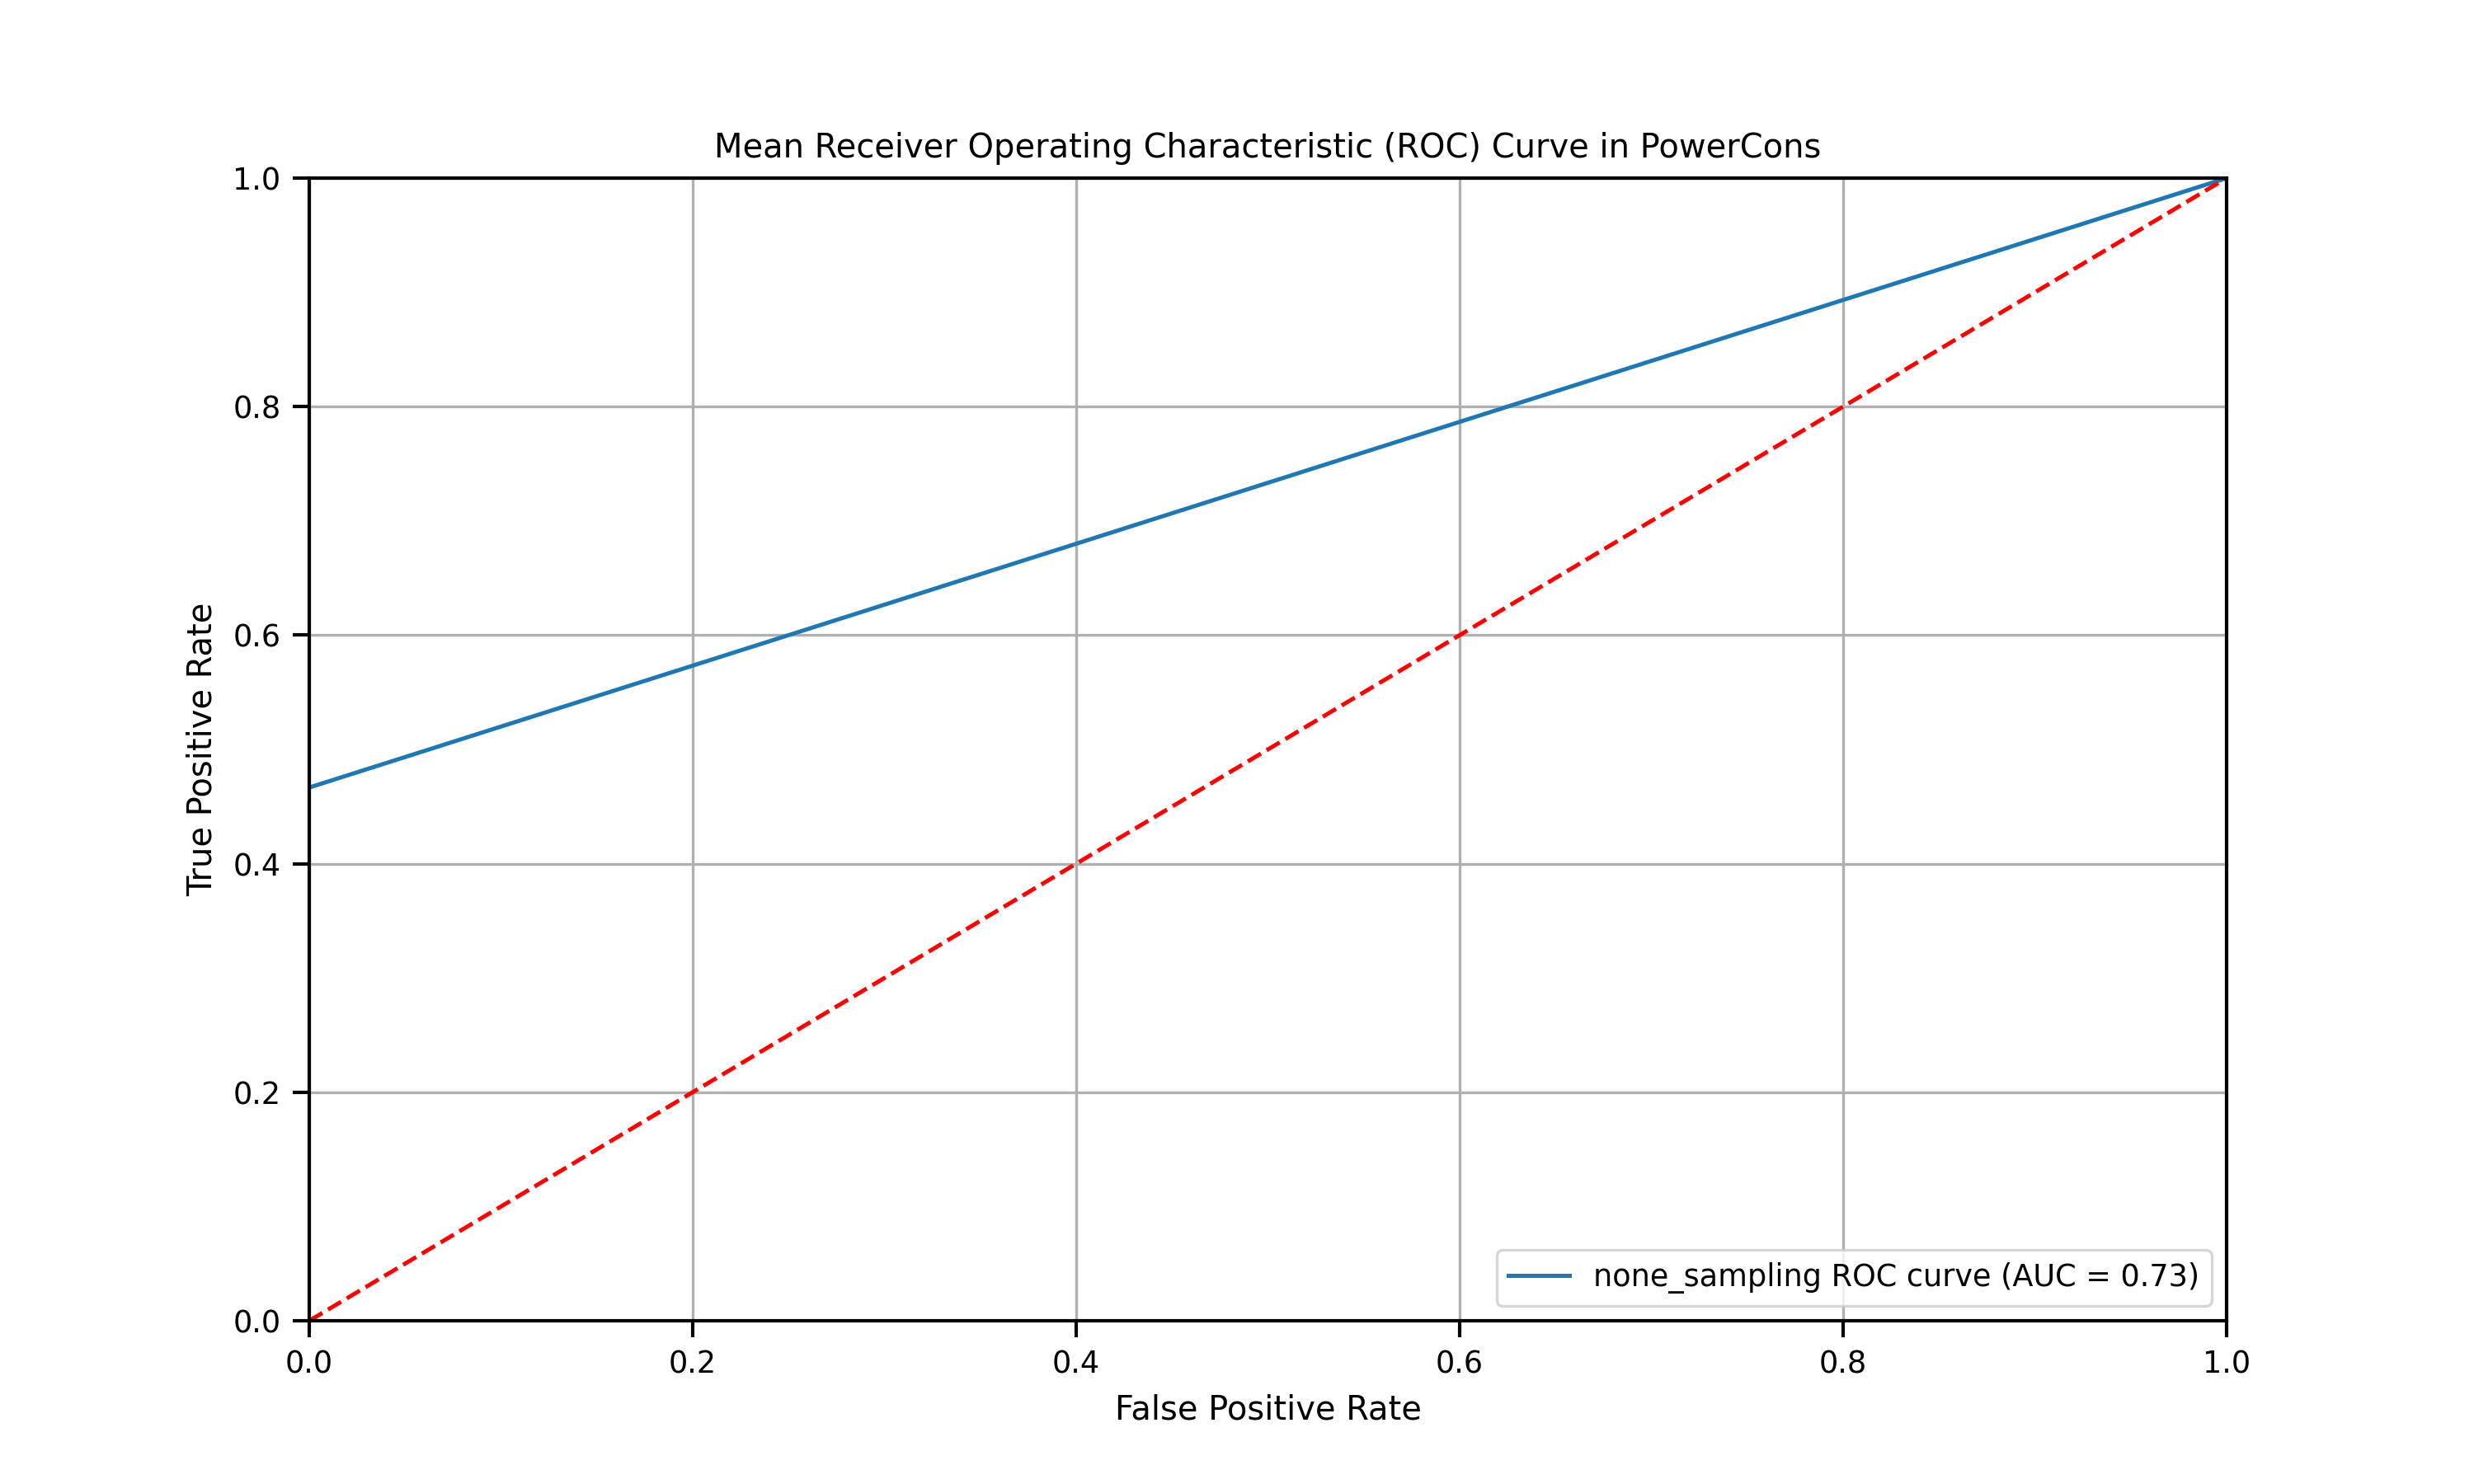 Mean Receiver Operating Characteristic (ROC) Curve in PowerCons
1.0
0.8
0.6
0.4
0.2
0.0
True Positive Rate
none_sampling ROC curve (AUC = 0.73)
0.0 0.2 0.4 0.6 0.8 1.0
False Positive Rate